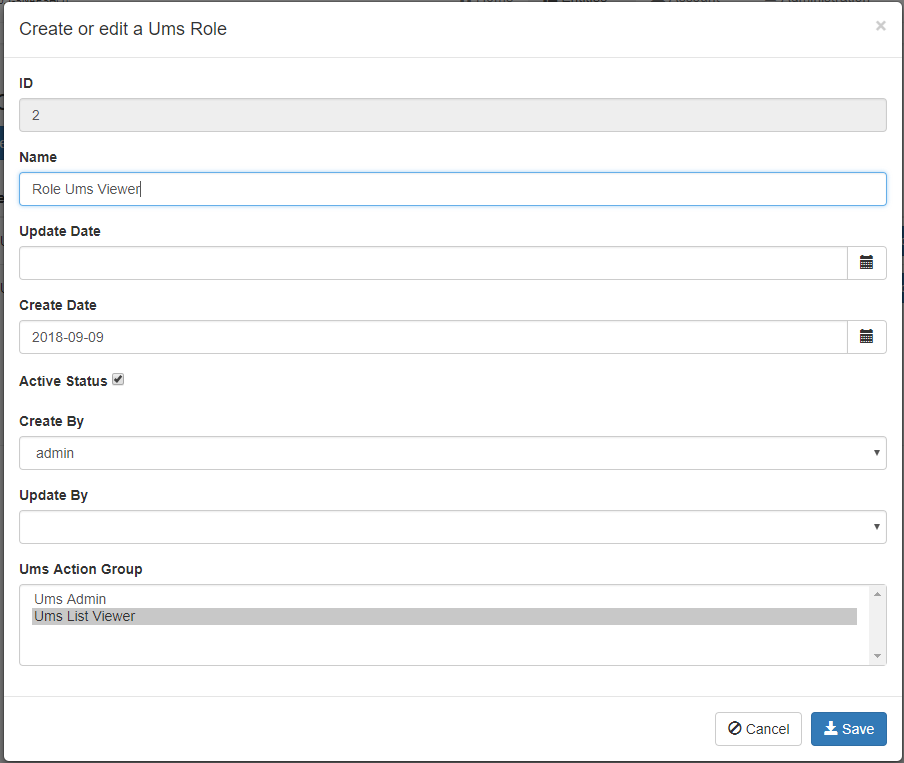 Create or edit a Ums Role
×
ID
2
Name
Role Ums Viewer
Update Date
Create Date
2018-09-09
Active Status
Create By
admin
Update By
Ums Action Group
Ums Admin
Ums List Viewer
Cancel
Save